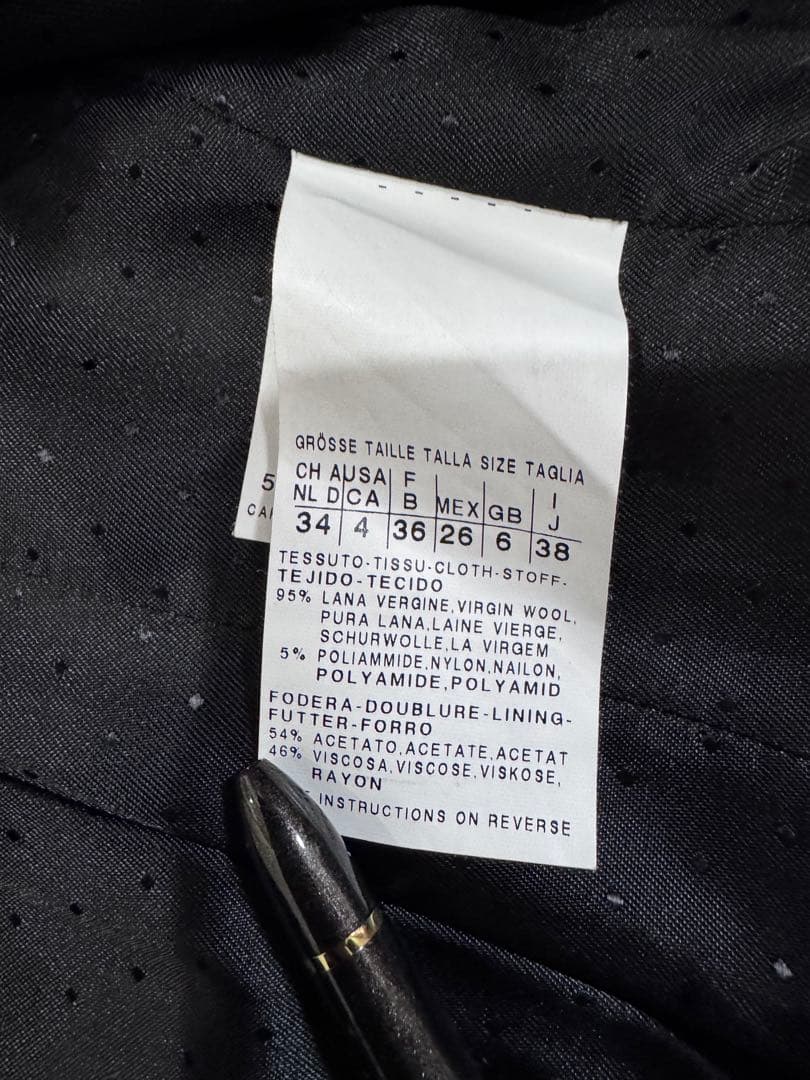 GRÖSSE TAILLE TALLA SIZE TAGLIA
CH A USA F I
NL D CA B MEX GB J
34 4 36 26 6 38
TESSUTO-TISSU-CLOTH-STOFF-
TEJIDO-TECIDO
95% LANA VERGINE,VIRGIN WOOL,
PURA LANA,LAINE VIERGE,
SCHURWOLLE,LA VIRGEM
5% POLIAMMIDE,NYLON,NAILON,
POLYAMIDE,POLYAMID
FODERA-DOUBLURE-LINING-
FUTTER-FORRO
54% ACETATO,ACETATE,ACETAT
46% VISCOSA,VISCOSE,VISKOSE,
RAYON
INSTRUCTIONS ON REVERSE
5
CA